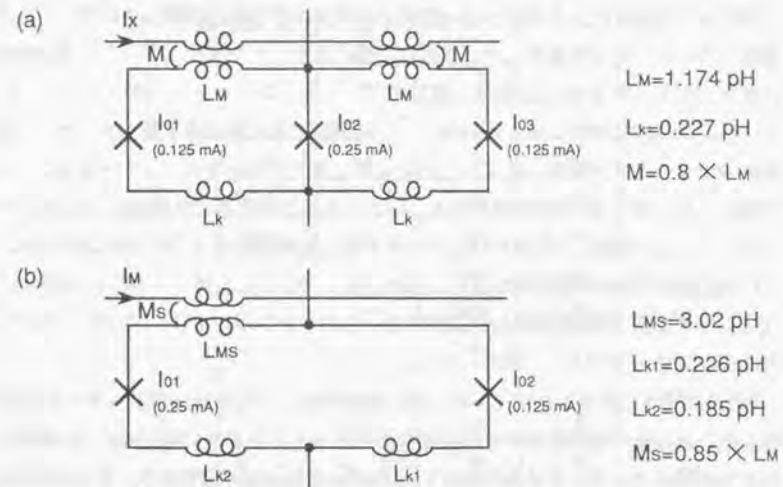 (a)
Ix
M
M
LM
LM
I01
(0.125 mA)
I02
(0.25 mA)
I03
(0.125 mA)
Lk
Lk
LM=1.174 pH
Lk=0.227 pH
M=0.8 × LM
(b)
IM
MS
LMS
I01
(0.25 mA)
I02
(0.125 mA)
Lk2
Lk1
LMS=3.02 pH
Lk1=0.226 pH
Lk2=0.185 pH
MS=0.85 × LM